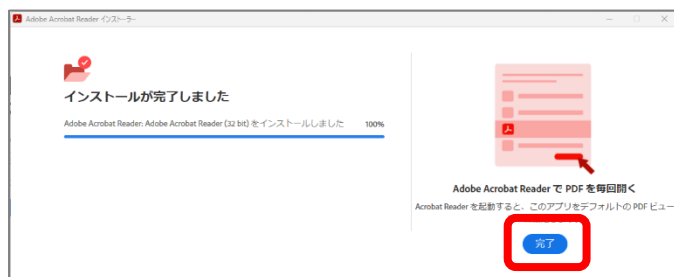 Adobe Acrobat Reader インストーラー
インストールが完了しました
Adobe Acrobat Reader: Adobe Acrobat Reader (32 bit) をインストールしました 100%
Adobe Acrobat Reader で PDF を毎回開く
Acrobat Reader を起動すると、このアプリをデフォルトの PDF ビュー
完了